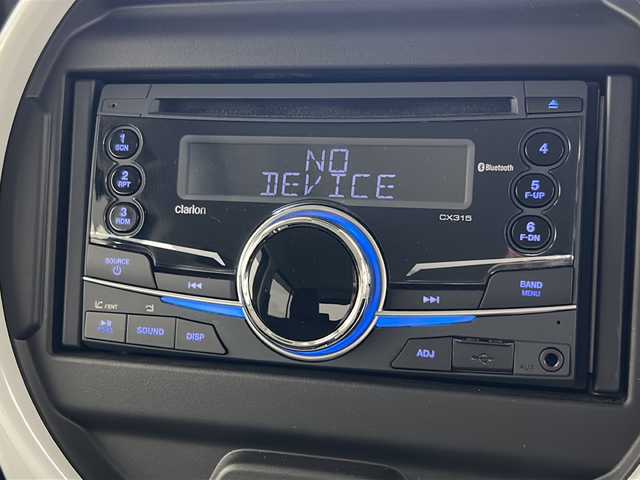 NO
DEVICE
clarion
CX315
Bluetooth
1
SCN
2
RPT
3
RDM
4
5
F-UP
6
F-DN
SOURCE
BAND
MENU
/ ENT
SOUND
DISP
ADJ
AUX